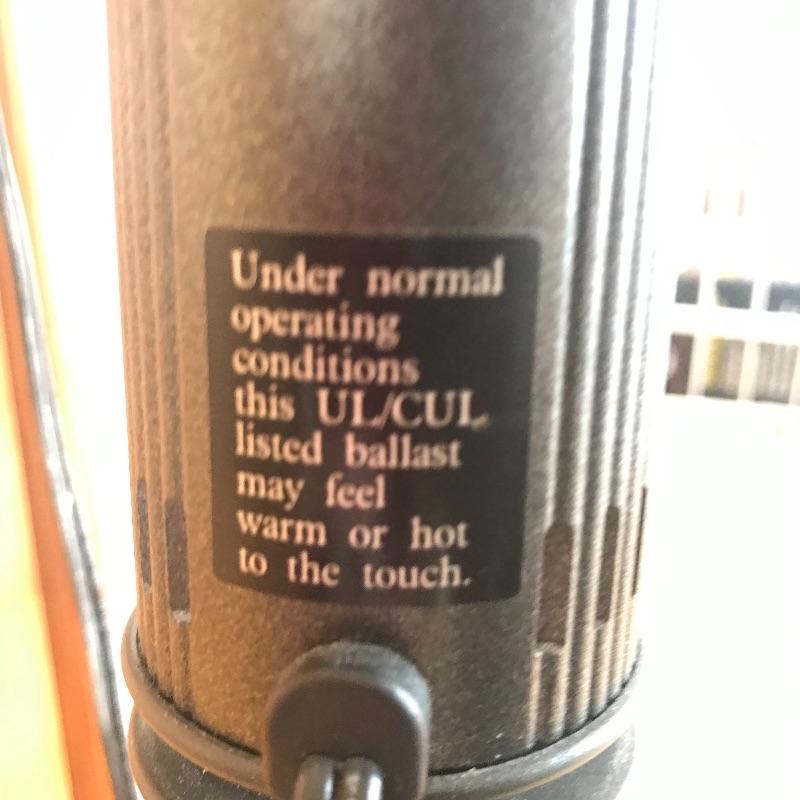 Under normal
operating
conditions
this UL/CUL
listed ballast
may feel
warm or hot
to the touch.